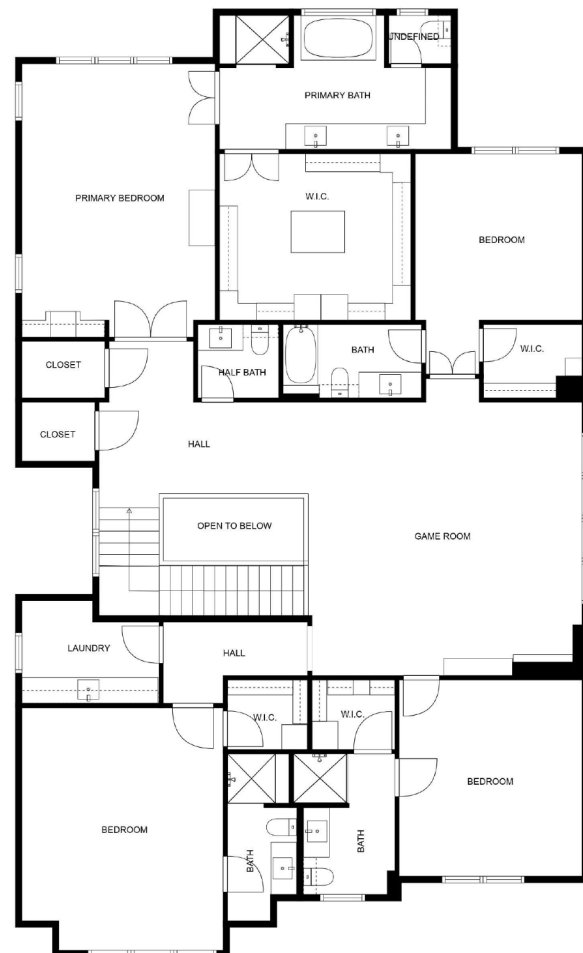 UNDEFINED
PRIMARY BATH
PRIMARY BEDROOM
W.I.C.
BEDROOM
BATH
W.I.C.
CLOSET
HALF BATH
CLOSET
HALL
OPEN TO BELOW
GAME ROOM
LAUNDRY
HALL
W.I.C.
W.I.C.
BEDROOM
BEDROOM
BATH
BATH